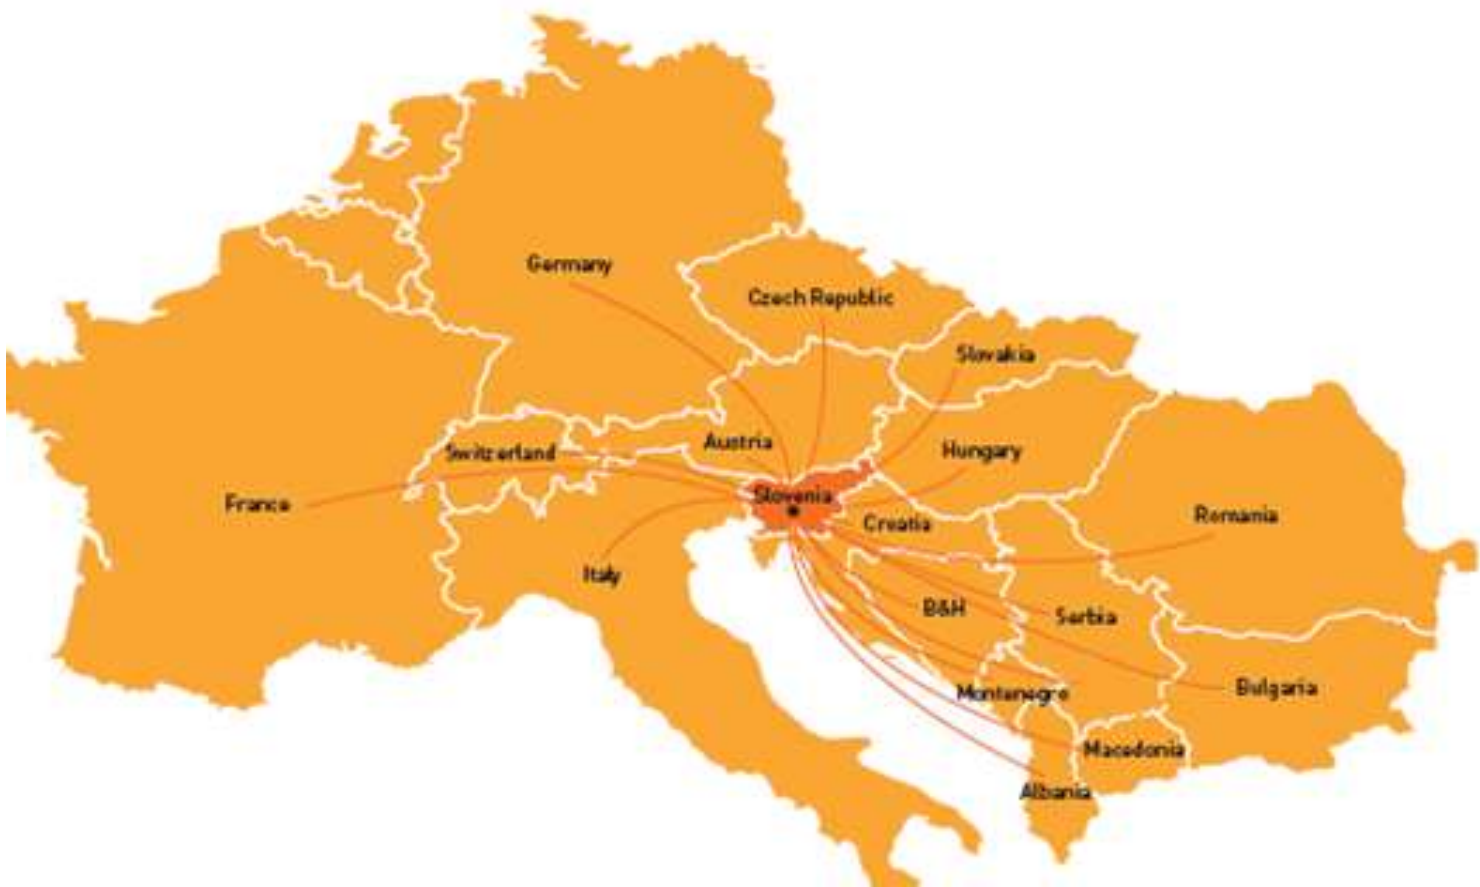 Germany
Czech Republic
Slovakia
Austria
Hungary
Switzerland
Slovenia
France
Croatia
Romania
Italy
B&H
Serbia
Bulgaria
Montenegro
Macedonia
Albania